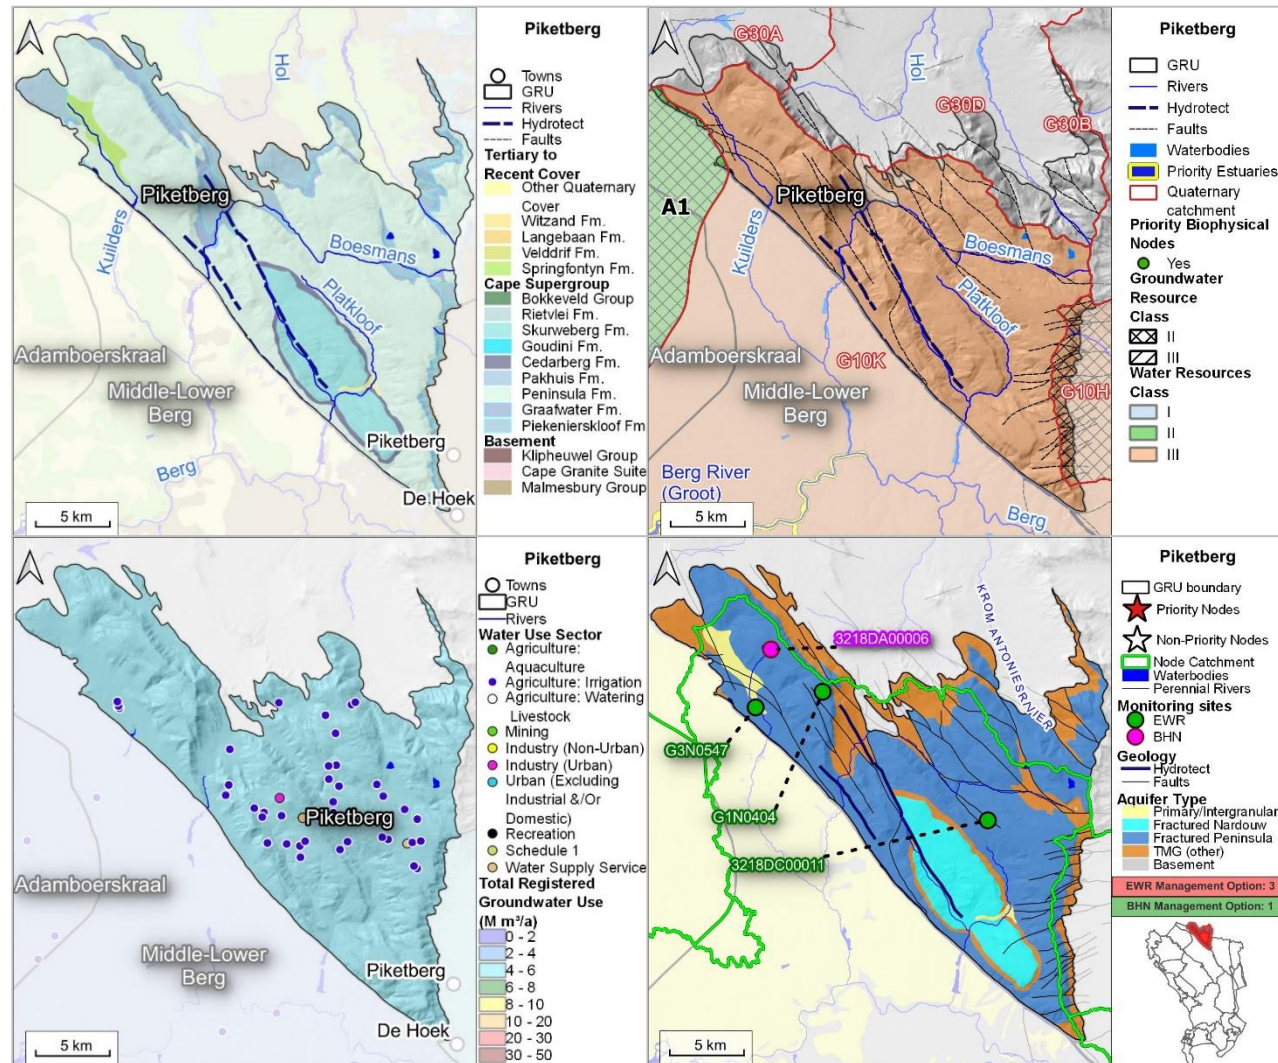 Hol
Piketberg
Kuilders
Boesmans
Platkloof
Adamboerskraal
Middle-Lower
Berg
Piketberg
Berg
De Hoek
5 km
Piketberg
Towns
GRU
Rivers
Hydrotect
Faults
Tertiary to
Recent Cover
Other Quaternary
Cover
Witzand Fm.
Langebaan Fm.
Velddrif Fm.
Springfontyn Fm.
Cape Supergroup
Bokkeveld Group
Rietvlei Fm.
Skurweberg Fm.
Goudini Fm.
Cedarberg Fm.
Pakhuis Fm.
Peninsula Fm.
Graafwater Fm.
Piekenierskloof Fm
Basement
Klipheuwel Group
Cape Granite Suite
Malmesbury Group
G30A
Hol
G30D
G30B
A1
Piketberg
Kuilders
Boesmans
Platkloof
Adamboerskraal
G10K
Middle-Lower
Berg
G10H
Berg River
(Groot)
Berg
5 km
Piketberg
GRU
Rivers
Hydrotect
Faults
Waterbodies
Priority Estuaries
Quaternary
catchment
Priority Biophysical
Nodes
Yes
Groundwater
Resource
Class
II
III
Water Resources
Class
I
II
III
Piketberg
Adamboerskraal
Middle-Lower
Berg
Piketberg
De Hoek
5 km
Piketberg
Towns
GRU
Rivers
Water Use Sector
Agriculture:
Aquaculture
Agriculture: Irrigation
Agriculture: Watering
Livestock
Mining
Industry (Non-Urban)
Industry (Urban)
Urban (Excluding
Industrial &/Or
Domestic)
Recreation
Schedule 1
Water Supply Service
Total Registered
Groundwater Use
(M m³/a)
0 - 2
2 - 4
4 - 6
6 - 8
8 - 10
10 - 20
20 - 30
30 - 50
3218DA00006
KROM ANTONIESRIVIER
G3N0547
G1N0404
3218DC00011
5 km
Piketberg
GRU boundary
Priority Nodes
Non-Priority Nodes
Node Catchment
Waterbodies
Perennial Rivers
Monitoring sites
EWR
BHN
Geology
Hydrotect
Faults
Aquifer Type
Primary/Intergranular
Fractured Nardouw
Fractured Peninsula
TMG (other)
Basement
EWR Management Option: 3
BHN Management Option: 1